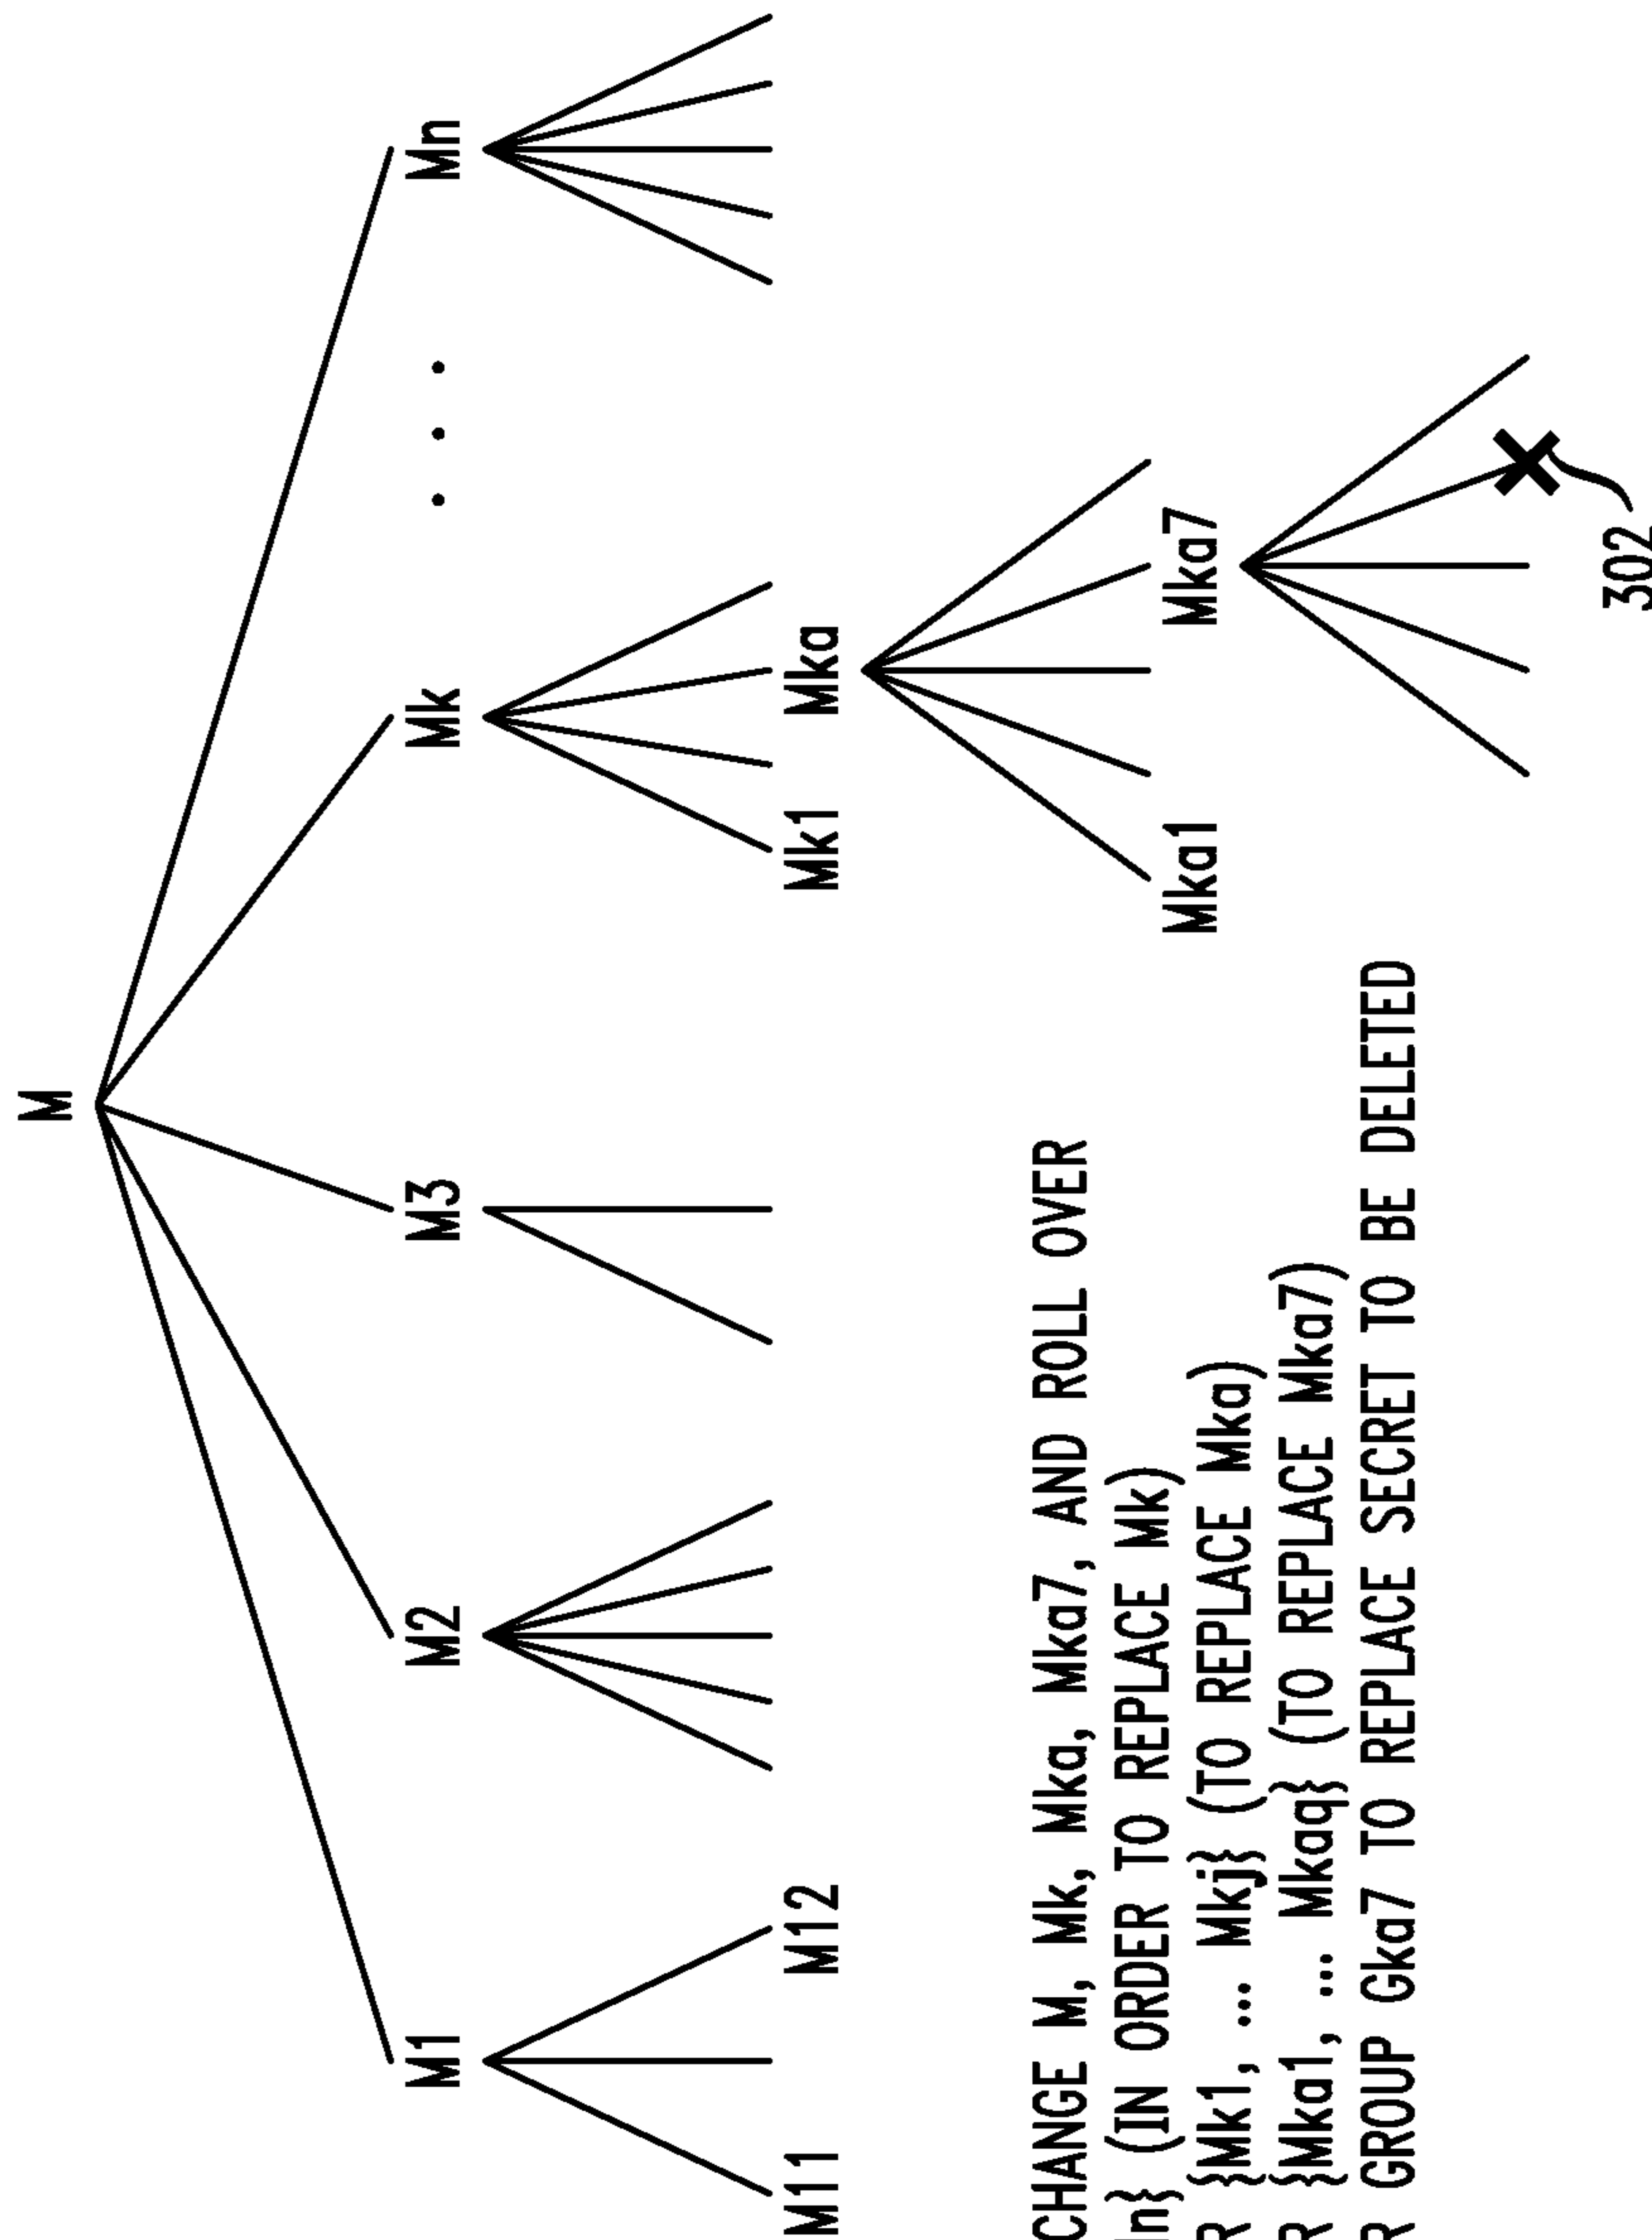 M
M1 M2 M3 Mk Mn
M11 M12 Mk1 Mka
CHANGE M, Mk, Mka, Mka7, AND ROLL OVER
n} (IN ORDER TO REPLACE Mk)
R {Mk1, ... Mkj} (TO REPLACE Mka)
Mka1 Mka7
R {Mka1, ... Mkaq} (TO REPLACE Mka7)
R GROUP Gka7 TO REPLACE SECRET TO BE DELETED
302